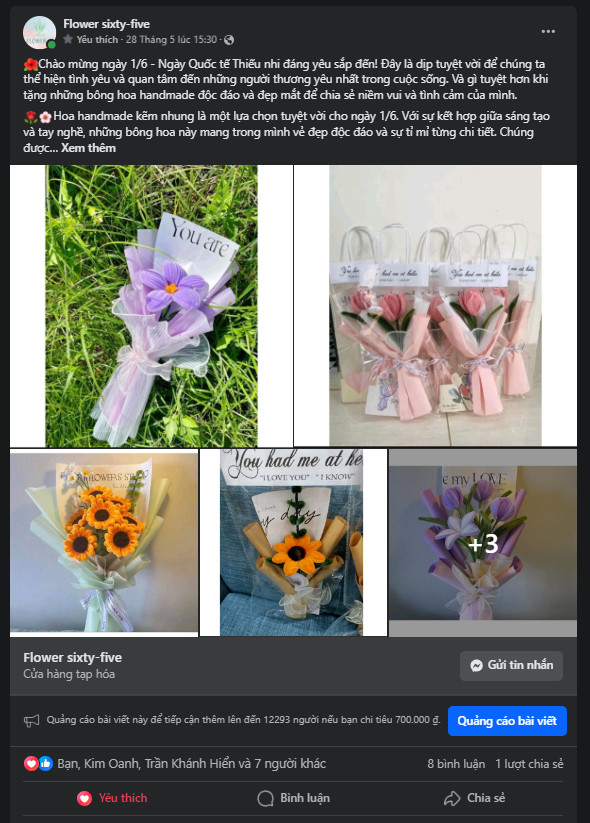 Flower sixty-five
Yêu thích · 28 Tháng 5 lúc 15:30 ·
Chào mừng ngày 1/6 - Ngày Quốc tế Thiếu nhi đáng yêu sắp đến! Đây là dịp tuyệt vời để chúng ta
thể hiện tình yêu và quan tâm đến những người thương yêu nhất trong cuộc sống. Và gì tuyệt hơn khi
tặng những bông hoa handmade độc đáo và đẹp mắt để chia sẻ niềm vui và tình cảm của mình.
Hoa handmade kẽm nhung là một lựa chọn tuyệt vời cho ngày 1/6. Với sự kết hợp giữa sáng tạo
và tay nghề, những bông hoa này mang trong mình vẻ đẹp độc đáo và sự tỉ mỉ từng chi tiết. Chúng
được... Xem thêm
You are
You had me at hello
You had me at he
"I LOVE YOU" "I KNOW"
y day
e my LOVE
+3
Flower sixty-five
Cửa hàng tạp hóa
Gửi tin nhắn
Quảng cáo bài viết này để tiếp cận thêm lên đến 12293 người nếu bạn chi tiêu 700.000 ₫.
Quảng cáo bài viết
Bạn, Kim Oanh, Trần Khánh Hiển và 7 người khác
8 bình luận 1 lượt chia sẻ
Yêu thích
Bình luận
Chia sẻ